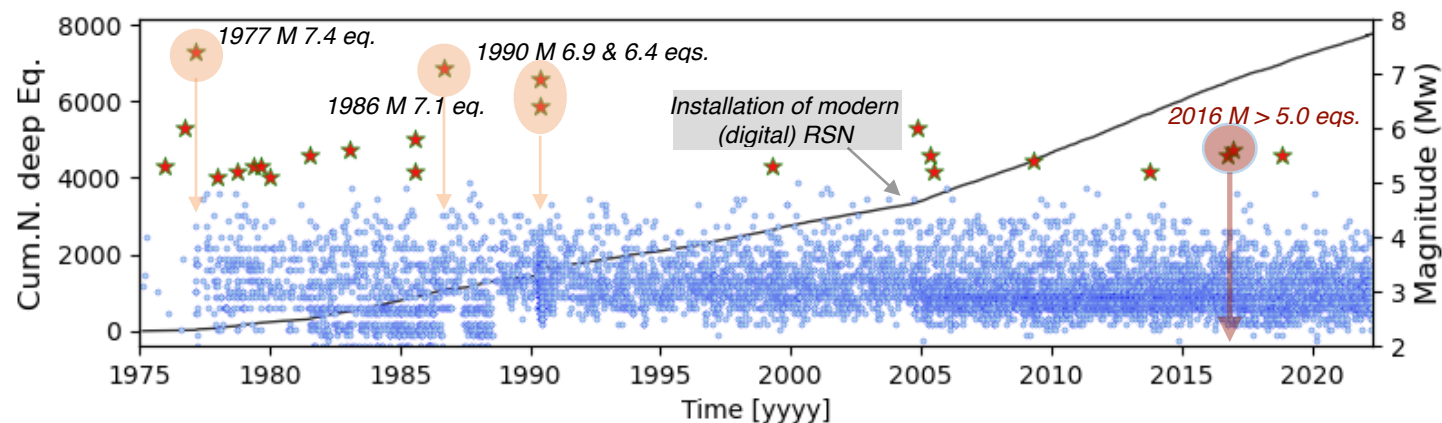 1977 M 7.4 eq.
1990 M 6.9 & 6.4 eqs.
1986 M 7.1 eq.
Installation of modern
(digital) RSN
2016 M > 5.0 eqs.
Cum.N. deep Eq.
8000
6000
4000
2000
0
Magnitude (Mw)
8
7
6
5
4
3
2
1975
1980
1985
1990
1995
2000
2005
2010
2015
2020
Time [yyyy]